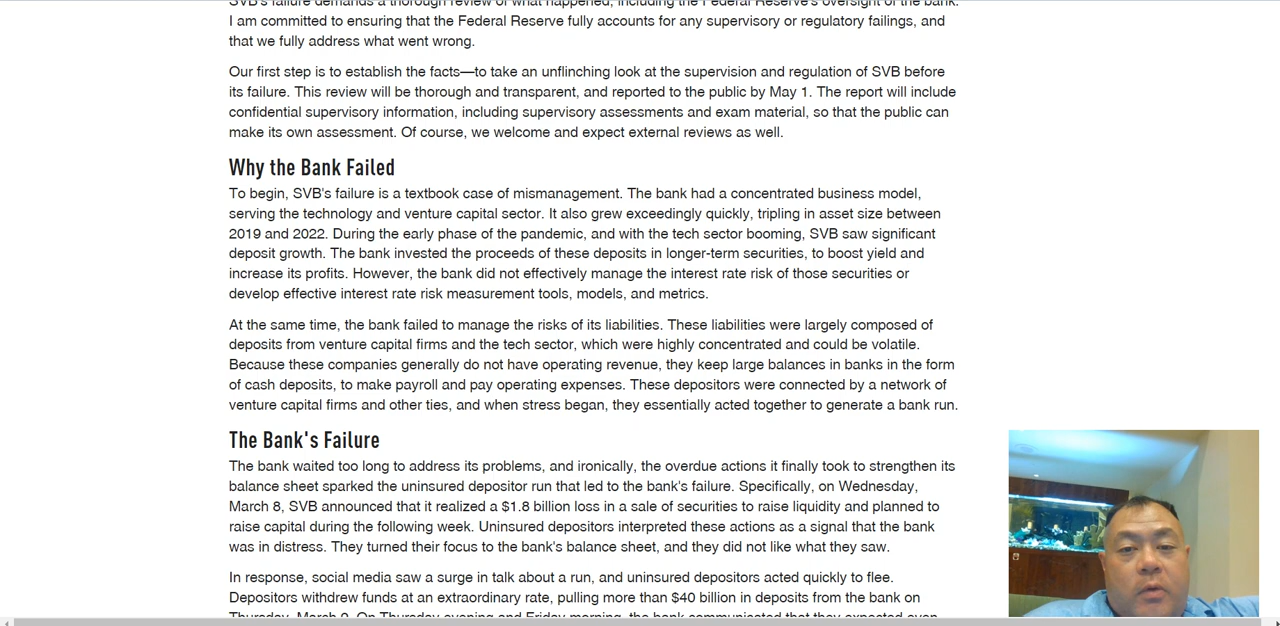 SVB's failure demands a thorough review of what happened, including the Federal Reserve's oversight of the bank.
I am committed to ensuring that the Federal Reserve fully accounts for any supervisory or regulatory failings, and
that we fully address what went wrong.
Our first step is to establish the facts—to take an unflinching look at the supervision and regulation of SVB before
its failure. This review will be thorough and transparent, and reported to the public by May 1. The report will include
confidential supervisory information, including supervisory assessments and exam material, so that the public can
make its own assessment. Of course, we welcome and expect external reviews as well.
Why the Bank Failed
To begin, SVB's failure is a textbook case of mismanagement. The bank had a concentrated business model,
serving the technology and venture capital sector. It also grew exceedingly quickly, tripling in asset size between
2019 and 2022. During the early phase of the pandemic, and with the tech sector booming, SVB saw significant
deposit growth. The bank invested the proceeds of these deposits in longer-term securities, to boost yield and
increase its profits. However, the bank did not effectively manage the interest rate risk of those securities or
develop effective interest rate risk measurement tools, models, and metrics.
At the same time, the bank failed to manage the risks of its liabilities. These liabilities were largely composed of
deposits from venture capital firms and the tech sector, which were highly concentrated and could be volatile.
Because these companies generally do not have operating revenue, they keep large balances in banks in the form
of cash deposits, to make payroll and pay operating expenses. These depositors were connected by a network of
venture capital firms and other ties, and when stress began, they essentially acted together to generate a bank run.
The Bank's Failure
The bank waited too long to address its problems, and ironically, the overdue actions it finally took to strengthen its
balance sheet sparked the uninsured depositor run that led to the bank's failure. Specifically, on Wednesday,
March 8, SVB announced that it realized a $1.8 billion loss in a sale of securities to raise liquidity and planned to
raise capital during the following week. Uninsured depositors interpreted these actions as a signal that the bank
was in distress. They turned their focus to the bank's balance sheet, and they did not like what they saw.
In response, social media saw a surge in talk about a run, and uninsured depositors acted quickly to flee.
Depositors withdrew funds at an extraordinary rate, pulling more than $40 billion in deposits from the bank on
Thursday, March 9. On Thursday evening and Friday morning, the bank communicated that they expected even